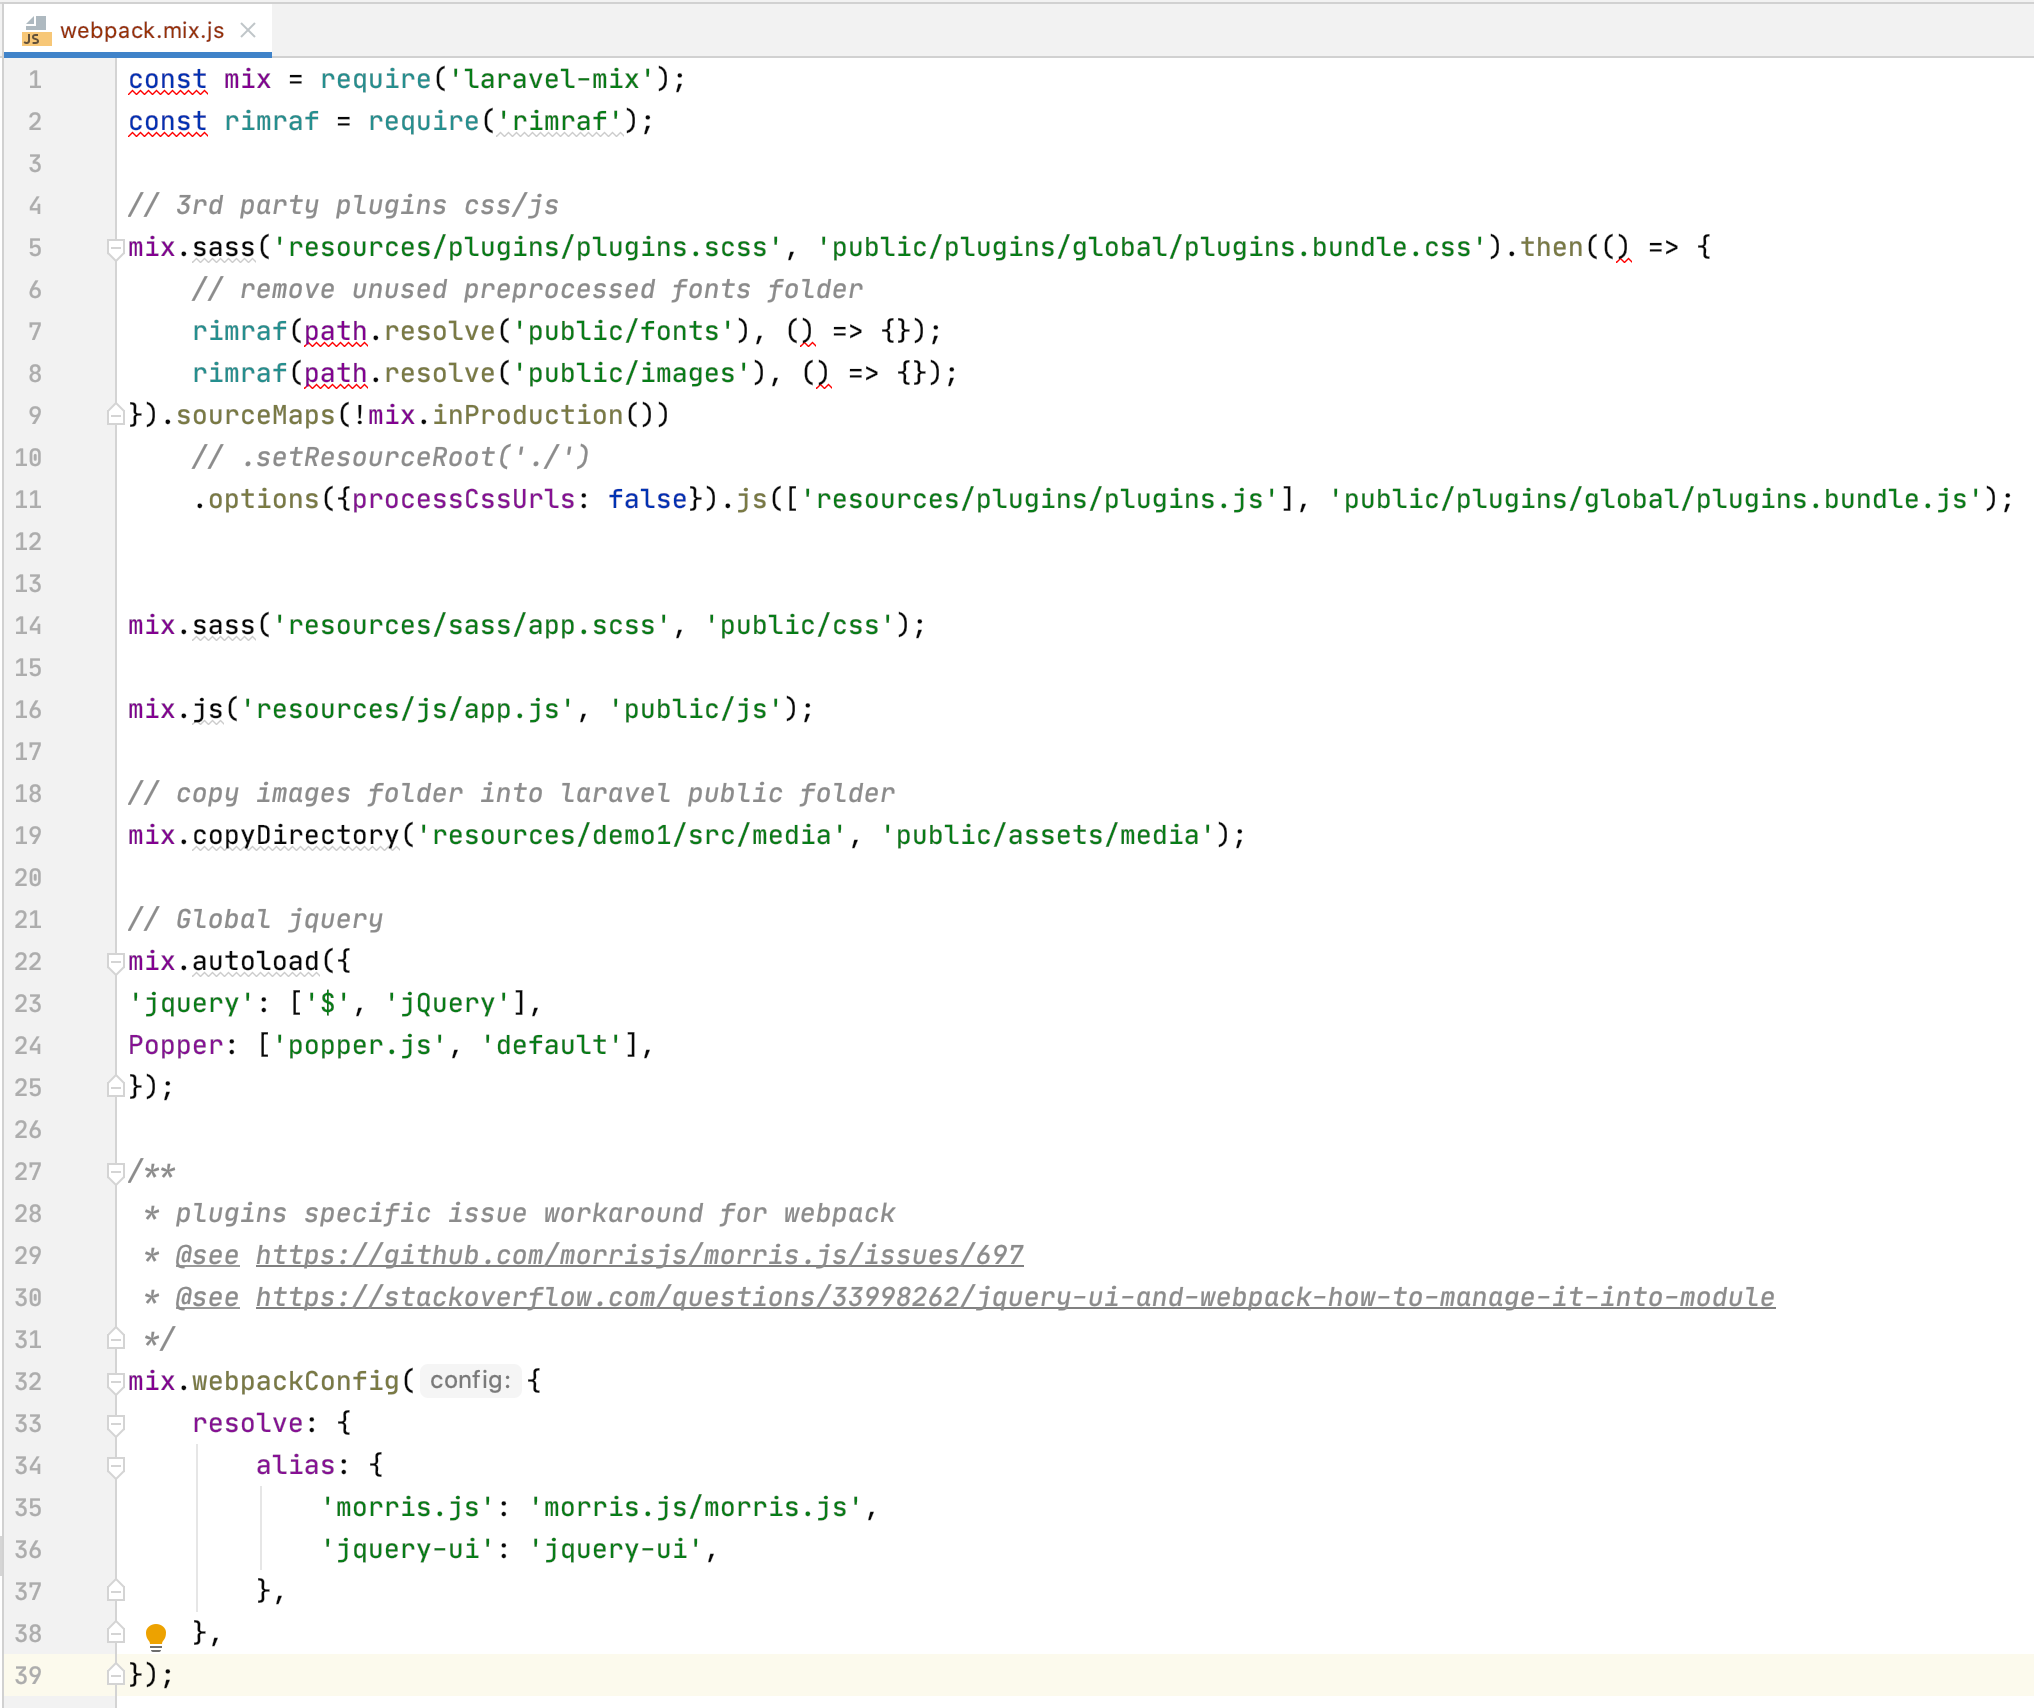 JS webpack.mix.js
1 const mix = require('laravel-mix');
2 const rimraf = require('rimraf');
3
4 // 3rd party plugins css/js
5 mix.sass('resources/plugins/plugins.scss', 'public/plugins/global/plugins.bundle.css').then(() => {
6     // remove unused preprocessed fonts folder
7     rimraf(path.resolve('public/fonts'), () => {});
8     rimraf(path.resolve('public/images'), () => {});
9 }).sourceMaps(!mix.inProduction())
10     // .setResourceRoot('./')
11     .options({processCssUrls: false}).js(['resources/plugins/plugins.js'], 'public/plugins/global/plugins.bundle.js');
12
13
14 mix.sass('resources/sass/app.scss', 'public/css');
15
16 mix.js('resources/js/app.js', 'public/js');
17
18 // copy images folder into laravel public folder
19 mix.copyDirectory('resources/demo1/src/media', 'public/assets/media');
20
21 // Global jquery
22 mix.autoload({
23 'jquery': ['$', 'jQuery'],
24 Popper: ['popper.js', 'default'],
25 });
26
27 /**
28  * plugins specific issue workaround for webpack
29  * @see https://github.com/morrisjs/morris.js/issues/697
30  * @see https://stackoverflow.com/questions/33998262/jquery-ui-and-webpack-how-to-manage-it-into-module
31  */
32 mix.webpackConfig( config: {
33     resolve: {
34         alias: {
35             'morris.js': 'morris.js/morris.js',
36             'jquery-ui': 'jquery-ui',
37         },
38     },
39 });